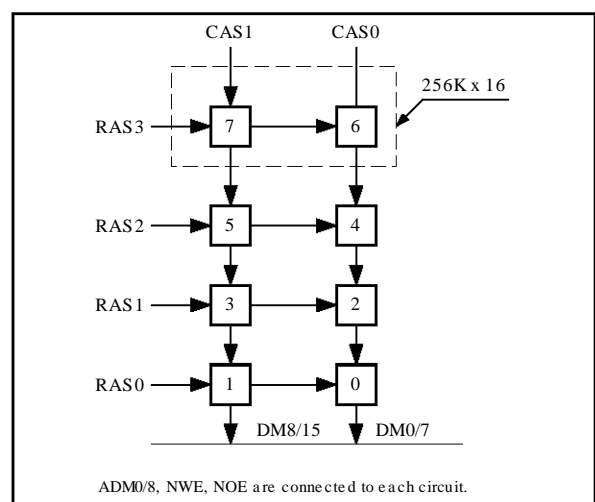 CAS1 CAS0
256K x 16
RAS3 7 6
RAS2 5 4
RAS1 3 2
RAS0 1 0
DM8/15 DM0/7
ADM0/8, NWE, NOE are connected to each circuit.